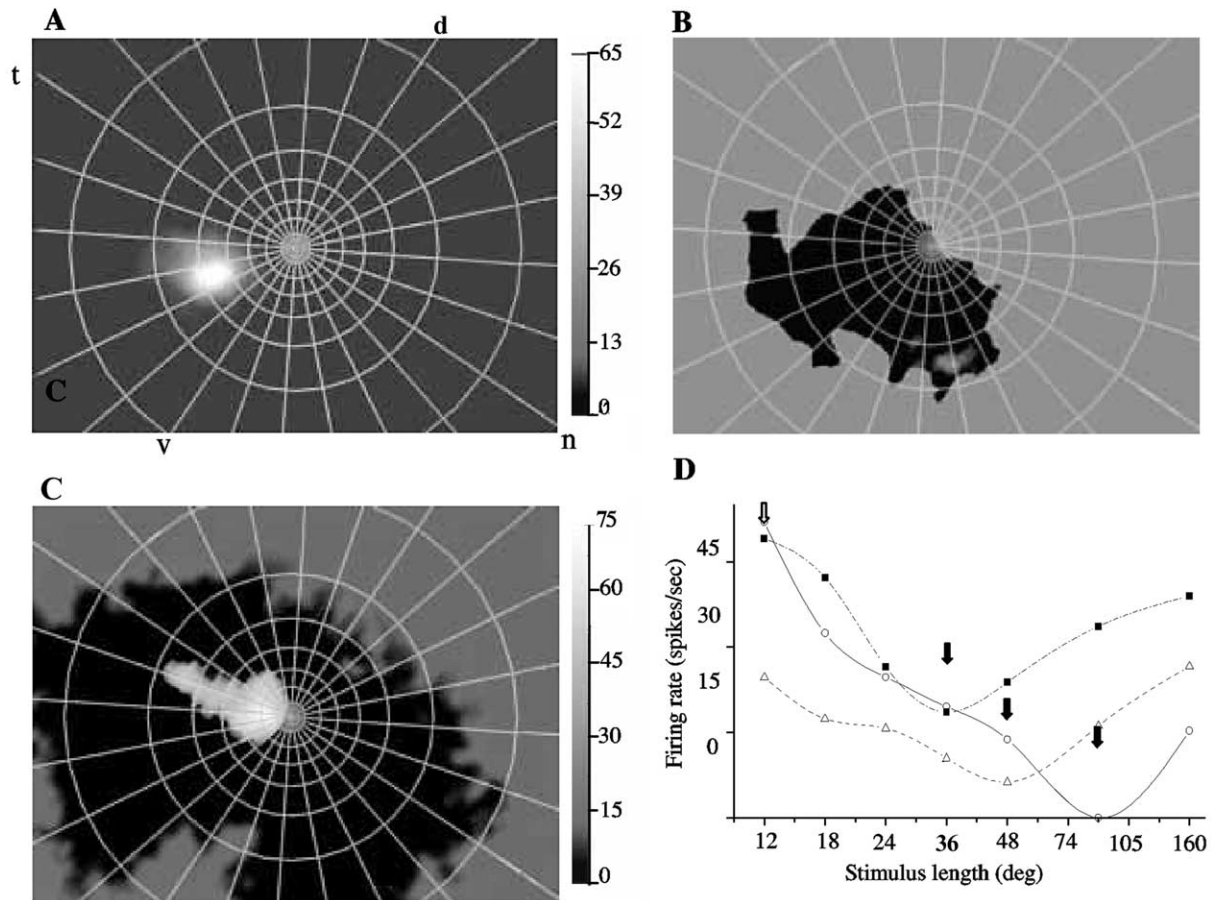 A
d
B
t
65
52
39
26
13
0
C
v
n
C
75
60
45
30
15
0
D
Firing rate (spikes/sec)
45
30
15
0
12 18 24 36 48 74 105 160
Stimulus length (deg)